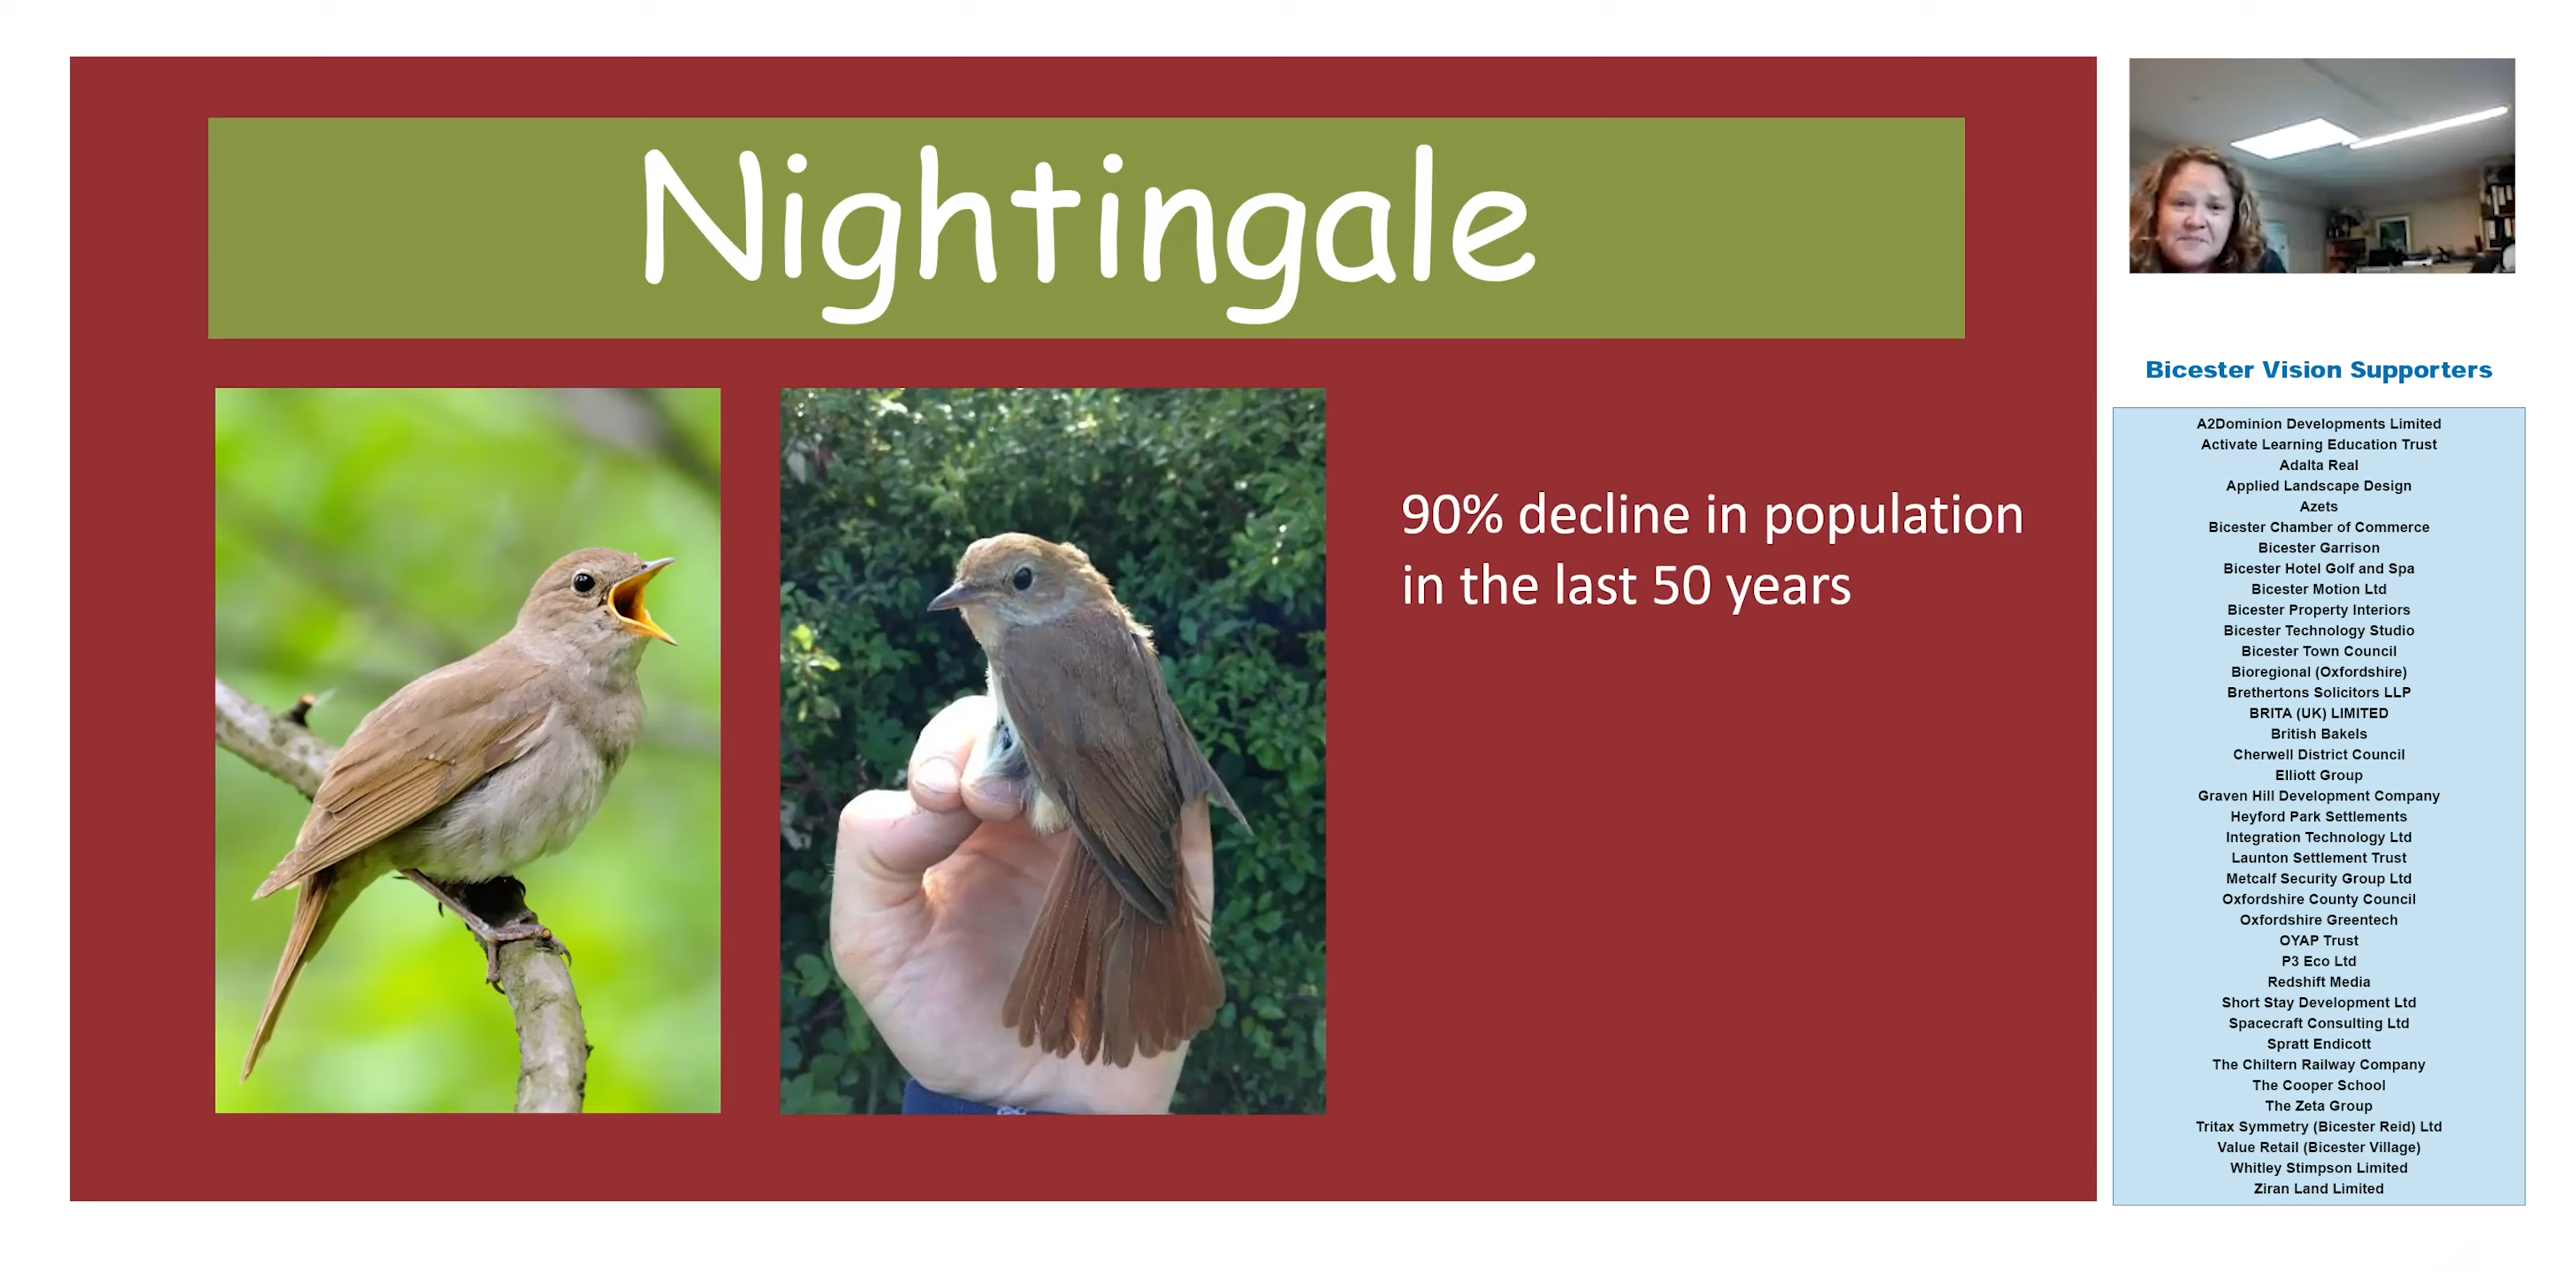 Nightingale
90% decline in population
in the last 50 years
Bicester Vision Supporters
A2Dominion Developments Limited
Activate Learning Education Trust
Adalta Real
Applied Landscape Design
Azets
Bicester Chamber of Commerce
Bicester Garrison
Bicester Hotel Golf and Spa
Bicester Motion Ltd
Bicester Property Interiors
Bicester Technology Studio
Bicester Town Council
Bioregional (Oxfordshire)
Brethertons Solicitors LLP
BRITA (UK) LIMITED
British Bakels
Cherwell District Council
Elliott Group
Graven Hill Development Company
Heyford Park Settlements
Integration Technology Ltd
Launton Settlement Trust
Metcalf Security Group Ltd
Oxfordshire County Council
Oxfordshire Greentech
OYAP Trust
P3 Eco Ltd
Redshift Media
Short Stay Development Ltd
Spacecraft Consulting Ltd
Spratt Endicott
The Chiltern Railway Company
The Cooper School
The Zeta Group
Tritax Symmetry (Bicester Reid) Ltd
Value Retail (Bicester Village)
Whitley Stimpson Limited
Ziran Land Limited